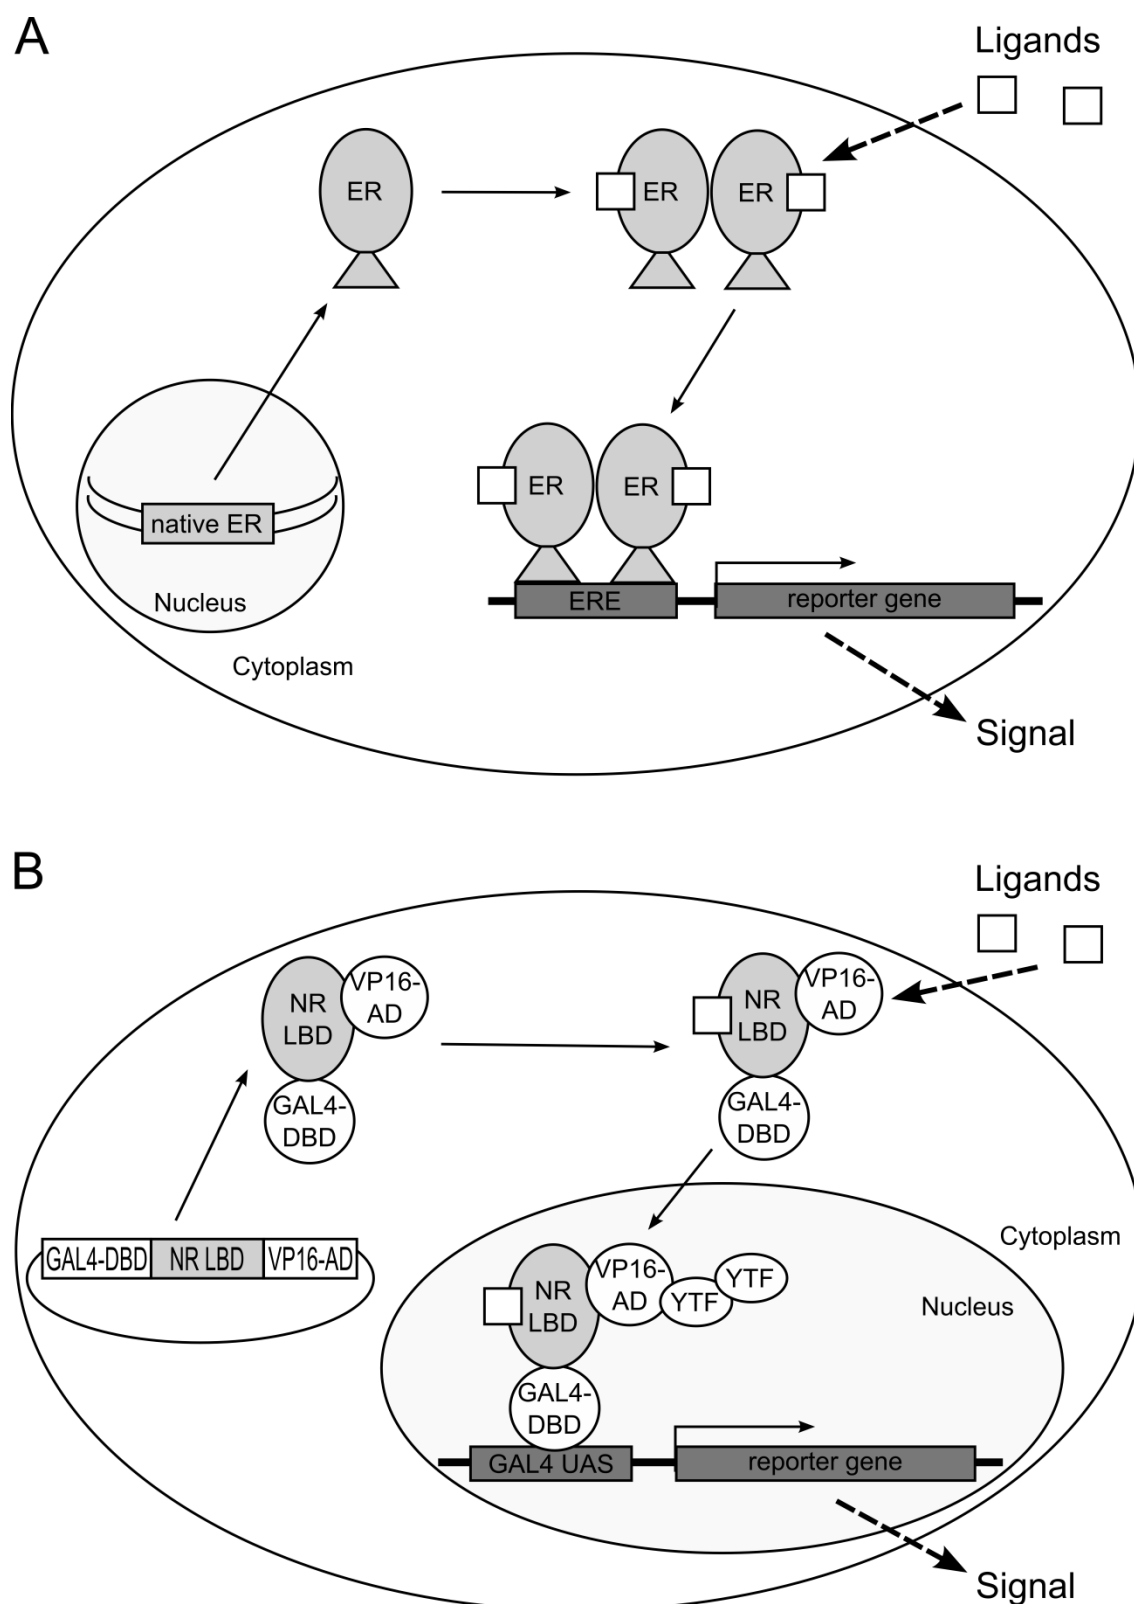 A
Ligands
ER
ER
ER
ER
ER
native ER
Nucleus
ERE
reporter gene
Cytoplasm
Signal
B
Ligands
NR
LBD
VP16-
AD
NR
LBD
VP16-
AD
GAL4-
DBD
GAL4-
DBD
GAL4-DBD
NR LBD
VP16-AD
Cytoplasm
NR
LBD
VP16-
AD
YTF
YTF
Nucleus
GAL4-
DBD
GAL4 UAS
reporter gene
Signal